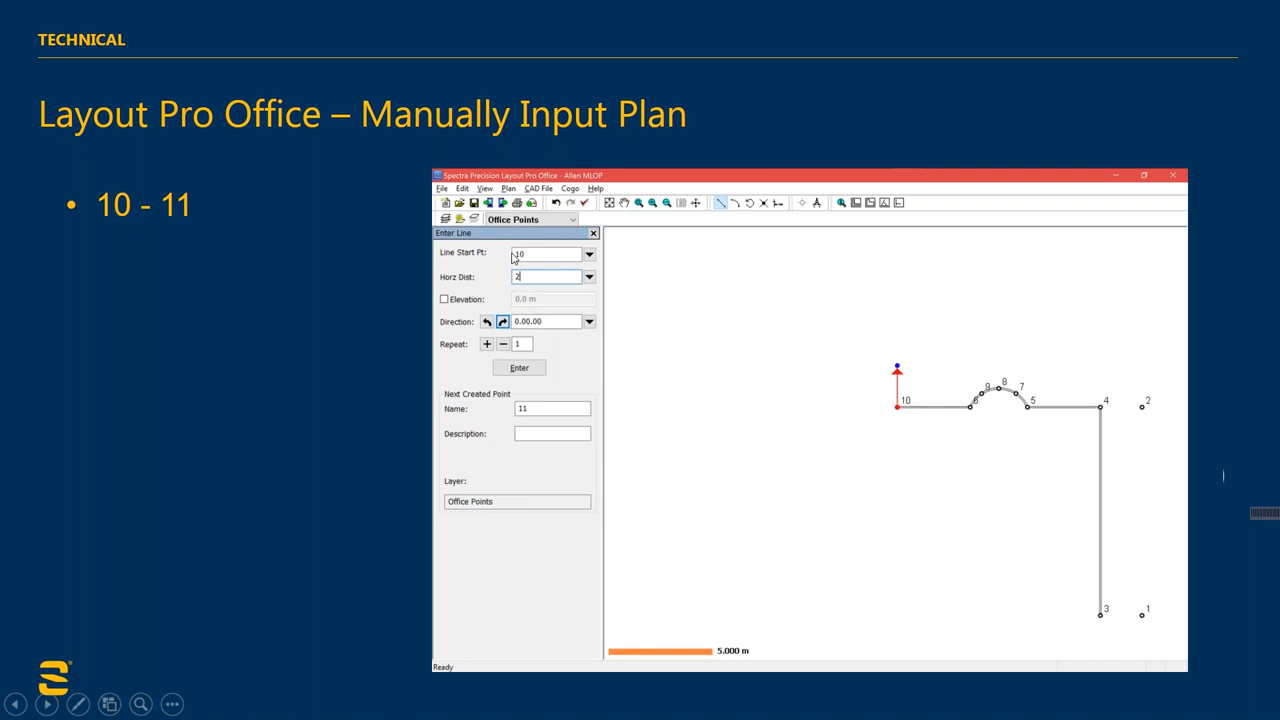 TECHNICAL
Layout Pro Office – Manually Input Plan
• 10 - 11
Spectra Precision Layout Pro Office - Allen MLOP
File Edit View Plan CAD File Cogo Help
Office Points
Enter Line
Line Start Pt: 10
Horz Dist: 2
Elevation: 0.0 m
Direction: 0.00.00
Repeat: + − 1
Enter
Next Created Point
Name: 11
Description:
Layer:
Office Points
8
9 7
10 6 5 4 2
3 1
5.000 m
Ready